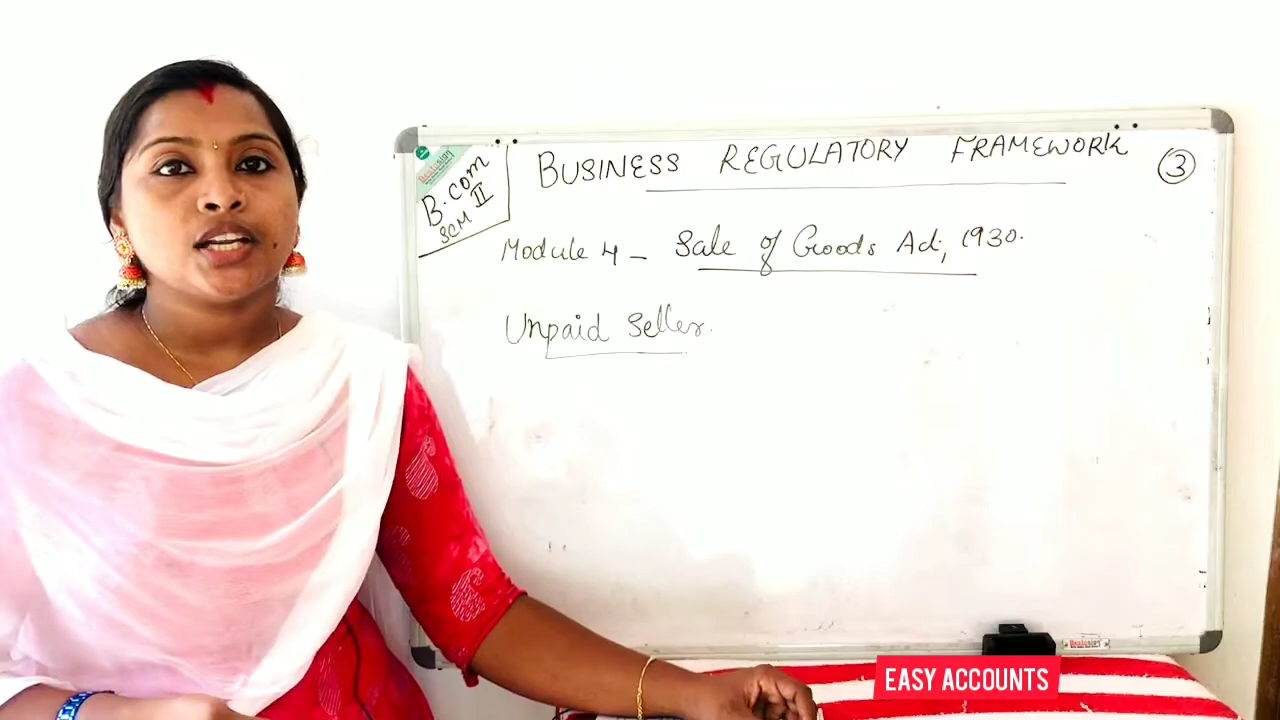 B.com
Sem II
BUSINESS REGULATORY FRAMEWORK
3
Module 4 - Sale of Goods Act, 1930.
Unpaid Seller.
EASY ACCOUNTS